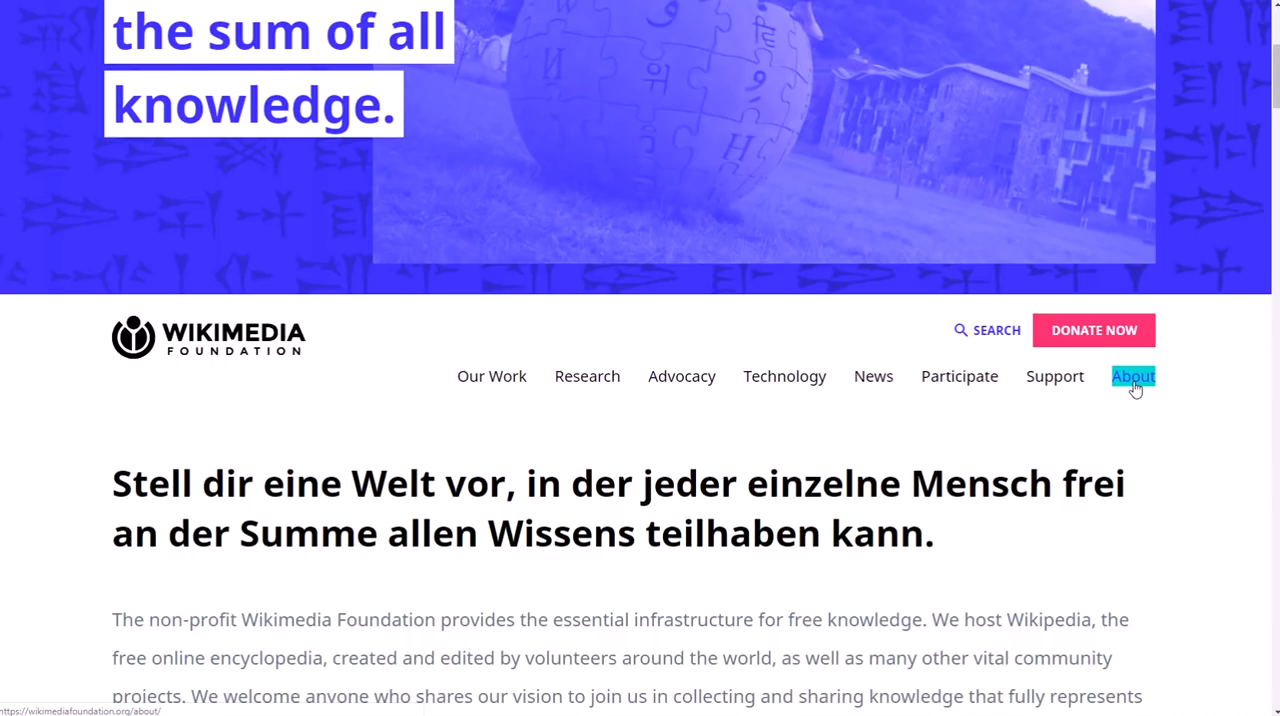 the sum of all
knowledge.
WIKIMEDIA
FOUNDATION
SEARCH
DONATE NOW
Our Work Research Advocacy Technology News Participate Support About
Stell dir eine Welt vor, in der jeder einzelne Mensch frei
an der Summe allen Wissens teilhaben kann.
The non-profit Wikimedia Foundation provides the essential infrastructure for free knowledge. We host Wikipedia, the
free online encyclopedia, created and edited by volunteers around the world, as well as many other vital community
projects. We welcome anyone who shares our vision to join us in collecting and sharing knowledge that fully represents
https://wikimediafoundation.org/about/